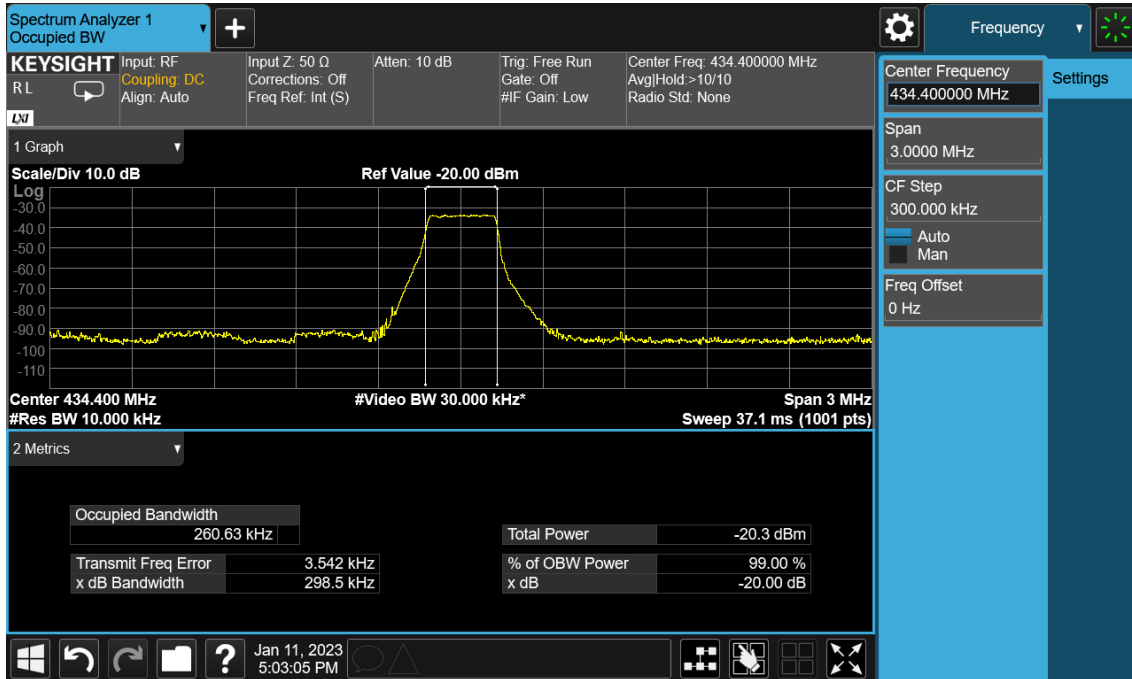 Spectrum Analyzer 1
Occupied BW
Frequency
KEYSIGHT
R L
LXI
Input: RF
Coupling: DC
Align: Auto
Input Z: 50 Ω
Corrections: Off
Freq Ref: Int (S)
Atten: 10 dB
Trig: Free Run
Gate: Off
#IF Gain: Low
Center Freq: 434.400000 MHz
Avg|Hold:>10/10
Radio Std: None
Center Frequency
434.400000 MHz
Settings
Span
3.0000 MHz
CF Step
300.000 kHz
Auto
Man
Freq Offset
0 Hz
1 Graph
Scale/Div 10.0 dB
Ref Value -20.00 dBm
Log
-30.0
-40.0
-50.0
-60.0
-70.0
-80.0
-90.0
-100
-110
Center 434.400 MHz
#Video BW 30.000 kHz*
Span 3 MHz
#Res BW 10.000 kHz
Sweep 37.1 ms (1001 pts)
2 Metrics
Occupied Bandwidth
260.63 kHz
Total Power -20.3 dBm
Transmit Freq Error 3.542 kHz
% of OBW Power 99.00 %
x dB Bandwidth 298.5 kHz
x dB -20.00 dB
?
Jan 11, 2023
5:03:05 PM